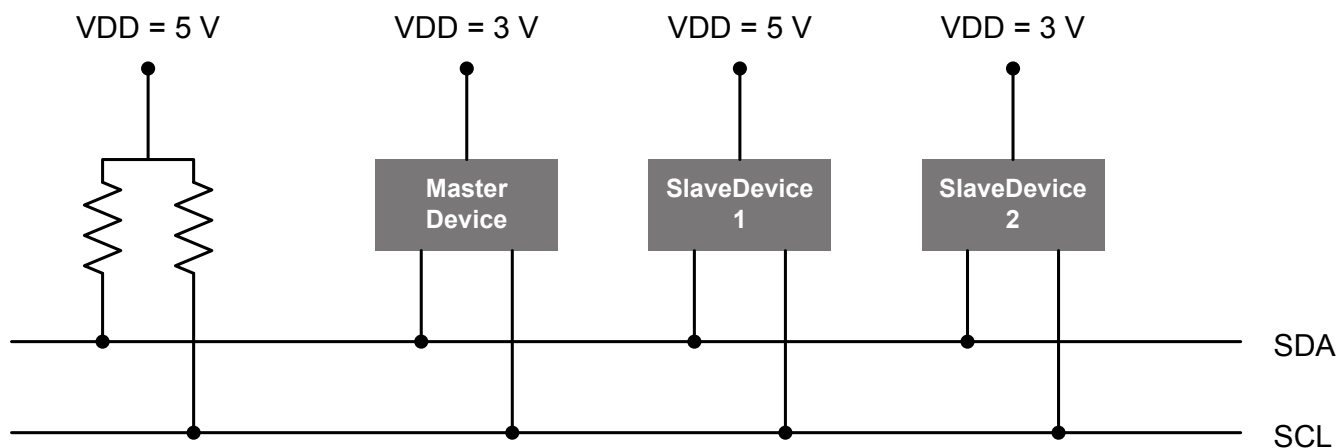 VDD = 5 V
VDD = 3 V
VDD = 5 V
VDD = 3 V
Master
Device
SlaveDevice
1
SlaveDevice
2
SDA
SCL